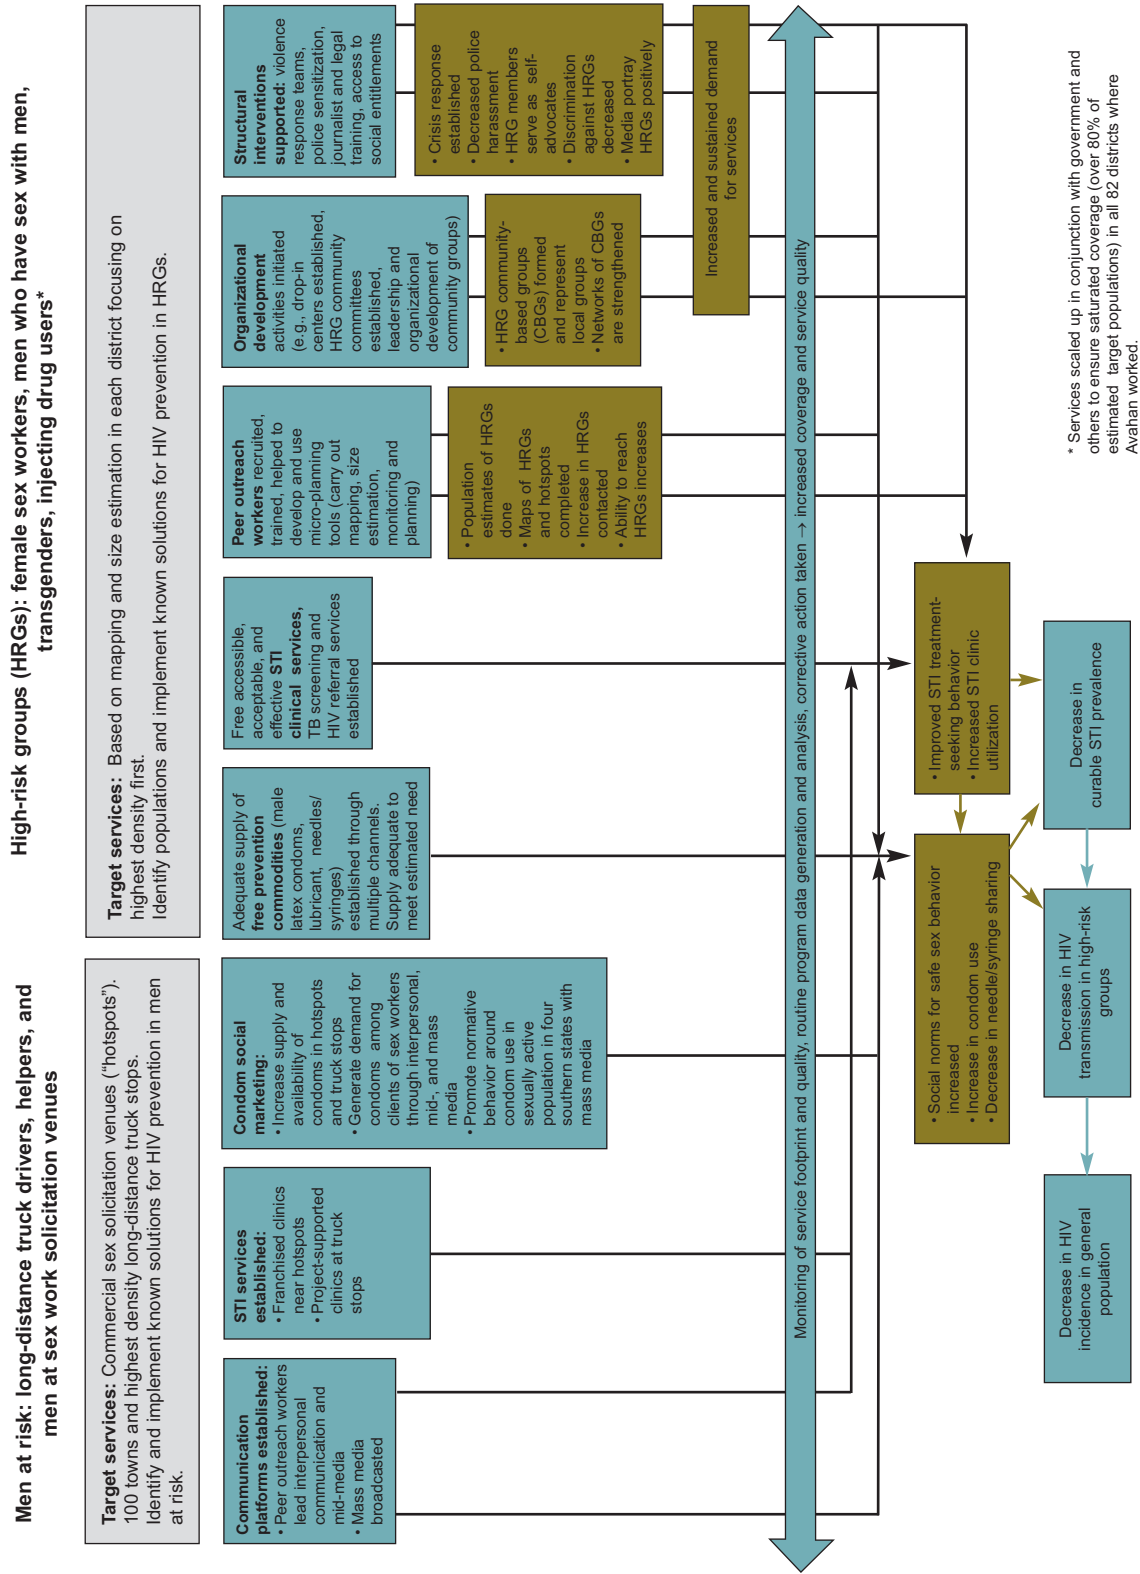 Men at risk: long-distance truck drivers, helpers, and
men at sex work solicitation venues
High-risk groups (HRGs): female sex workers, men who have sex with men,
transgenders, injecting drug users*
Target services: Commercial sex solicitation venues (“hotspots”).
100 towns and highest density long-distance truck stops.
Identify and implement known solutions for HIV prevention in men
at risk.
Target services: Based on mapping and size estimation in each district focusing on
highest density first.
Identify populations and implement known solutions for HIV prevention in HRGs.
Communication
platforms established:
• Peer outreach workers
lead interpersonal
communication and
mid-media
• Mass media
broadcasted
STI services
established:
• Franchised clinics
near hotspots
• Project-supported
clinics at truck
stops
Condom social
marketing:
• Increase supply and
availability of
condoms in hotspots
and truck stops
• Generate demand for
condoms among
clients of sex workers
through interpersonal,
mid-, and mass
media
• Promote normative
behavior around
condom use in
sexually active
population in four
southern states with
mass media
Adequate supply of
free prevention
commodities (male
latex condoms,
lubricant, needles/
syringes)
established through
multiple channels.
Supply adequate to
meet estimated need
Free accessible,
acceptable, and
effective STI
clinical services,
TB screening and
HIV referral services
established
Peer outreach
workers recruited,
trained, helped to
develop and use
micro-planning
tools (carry out
mapping, size
estimation,
monitoring and
planning)
• Population
estimates of HRGs
done
• Maps of HRGs
and hotspots
completed
• Increase in HRGs
contacted
• Ability to reach
HRGs increases
Organizational
development
activities initiated
(e.g., drop-in
centers established,
HRG community
committees
established,
leadership and
organizational
development of
community groups)
• HRG community-
based groups
(CBGs) formed
and represent
local groups
• Networks of CBGs
are strengthened
Structural
interventions
supported: violence
response teams,
police sensitization,
journalist and legal
training, access to
social entitlements
• Crisis response
established
• Decreased police
harassment
• HRG members
serve as self-
advocates
• Discrimination
against HRGs
decreased
• Media portray
HRGs positively
Increased and sustained demand
for services
Monitoring of service footprint and quality, routine program data generation and analysis, corrective action taken → increased coverage and service quality
• Social norms for safe sex behavior
increased
• Increase in condom use
• Decrease in needle/syringe sharing
• Improved STI treatment-
seeking behavior
• Increased STI clinic
utilization
Decrease in HIV
incidence in general
population
Decrease in HIV
transmission in high-risk
groups
Decrease in
curable STI prevalence
* Services scaled up in conjunction with government and
others to ensure saturated coverage (over 80% of
estimated target populations) in all 82 districts where
Avahan worked.